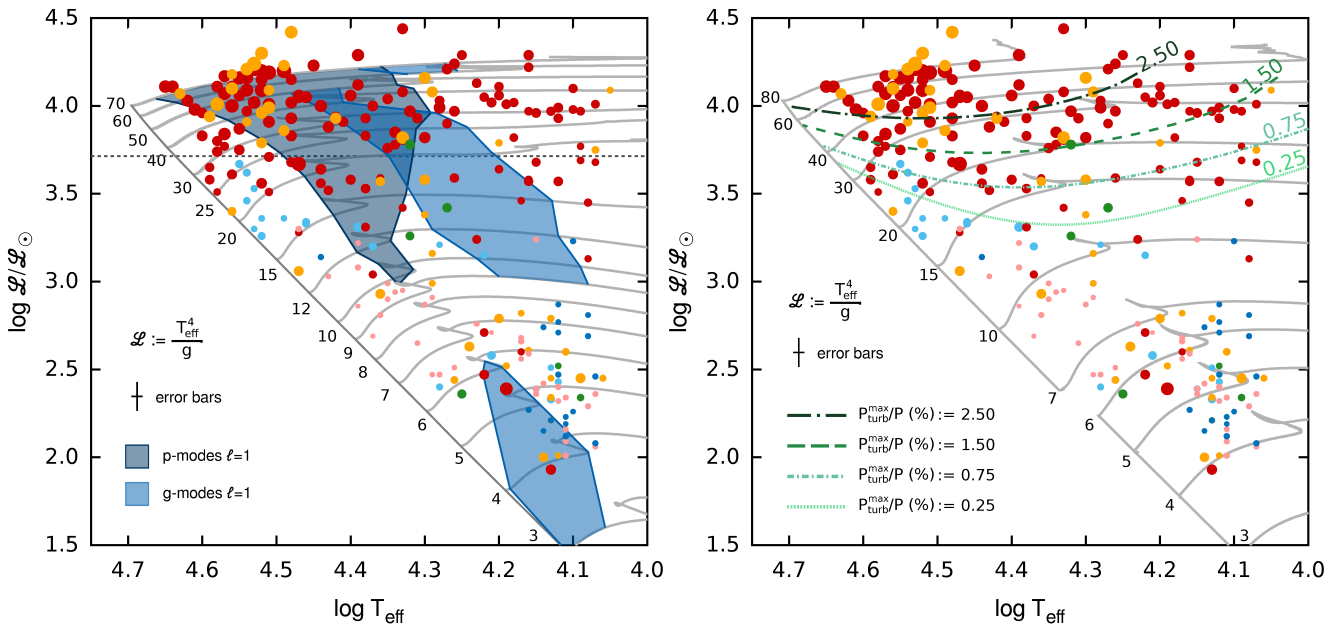 4.5
4.0
3.5
3.0
2.5
2.0
1.5
log ℒ/ℒ☉
70
60
50
40
30
25
20
15
12
10
9
8
7
6
5
4
3
ℒ := T⁴eff / g
error bars
p-modes ℓ=1
g-modes ℓ=1
4.7 4.6 4.5 4.4 4.3 4.2 4.1 4.0
log Teff
4.5
4.0
3.5
3.0
2.5
2.0
1.5
log ℒ/ℒ☉
80
60
40
30
20
15
10
7
6
5
4
3
2.50
1.50
0.75
0.25
ℒ := T⁴eff / g
error bars
Pmaxturb/P (%) := 2.50
Pmaxturb/P (%) := 1.50
Pmaxturb/P (%) := 0.75
Pmaxturb/P (%) := 0.25
4.7 4.6 4.5 4.4 4.3 4.2 4.1 4.0
log Teff